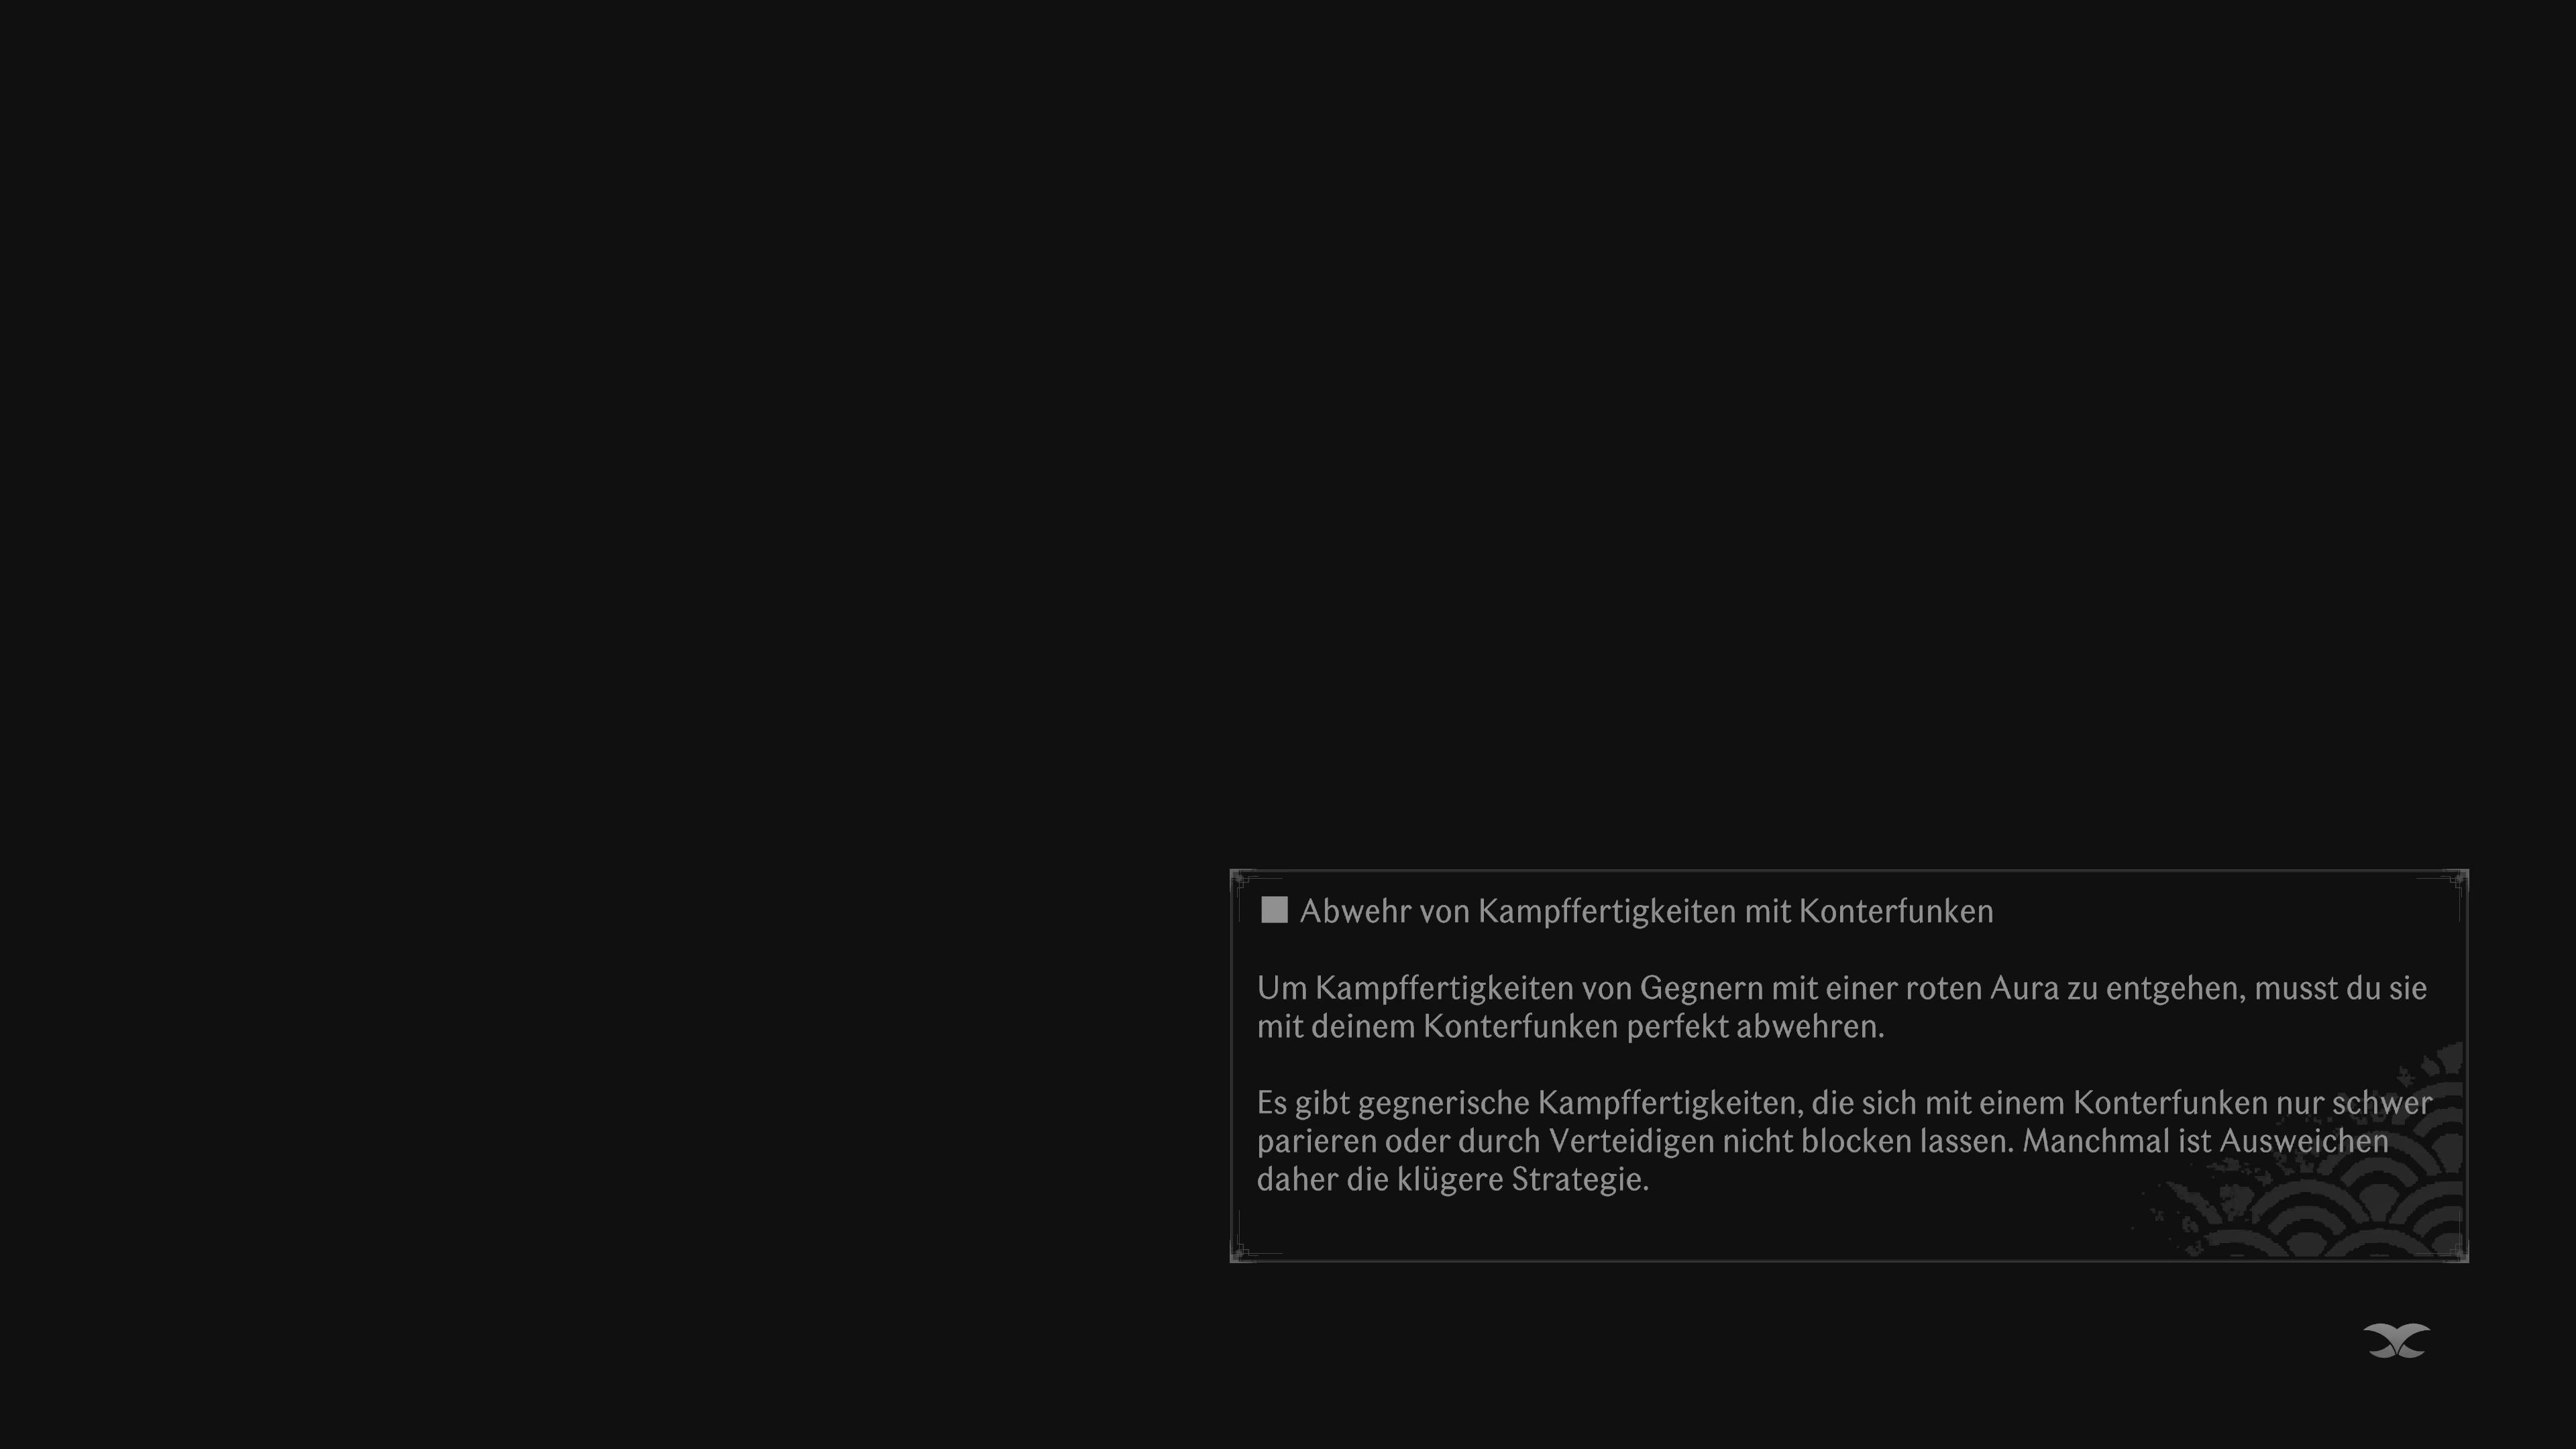 ■ Abwehr von Kampffertigkeiten mit Konterfunken
Um Kampffertigkeiten von Gegnern mit einer roten Aura zu entgehen, musst du sie
mit deinem Konterfunken perfekt abwehren.
Es gibt gegnerische Kampffertigkeiten, die sich mit einem Konterfunken nur schwer
parieren oder durch Verteidigen nicht blocken lassen. Manchmal ist Ausweichen
daher die klügere Strategie.